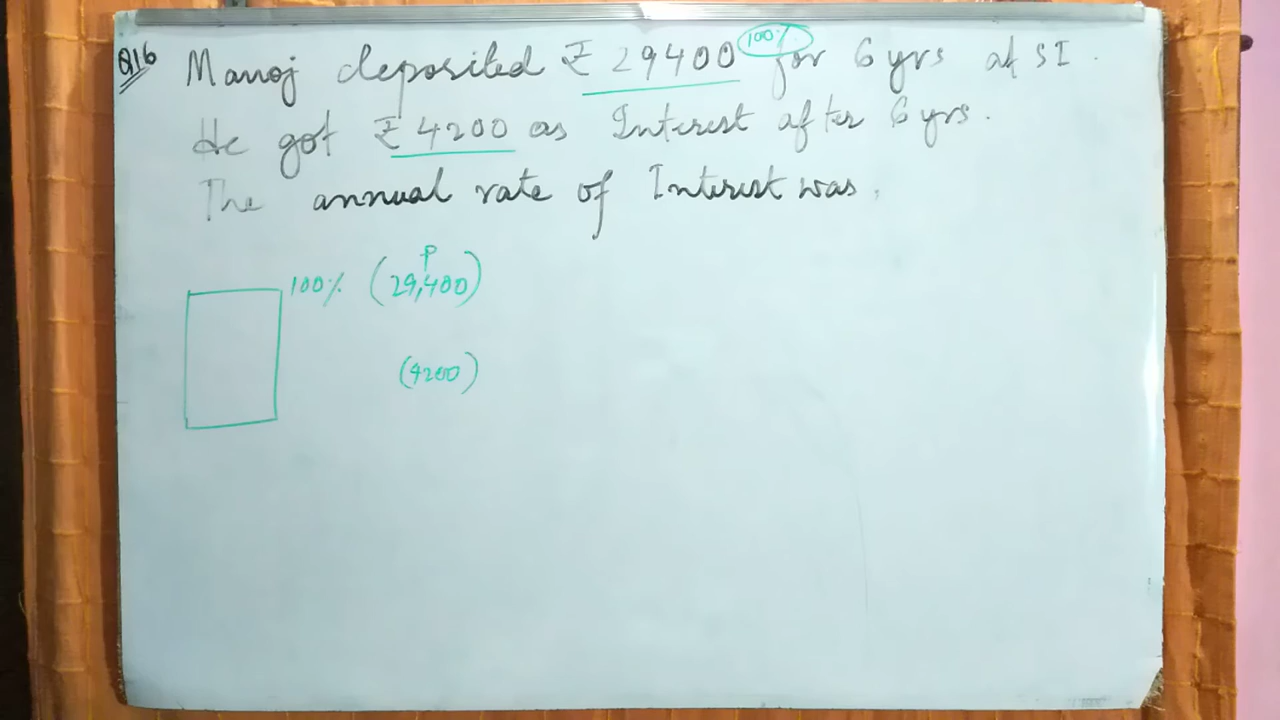 Q16 Manoj deposited ₹ 29400 100% for 6 yrs at SI.
He got ₹ 4200 as Interest after 6 yrs.
The annual rate of Interest was.
P
100% (29,400)
(4200)